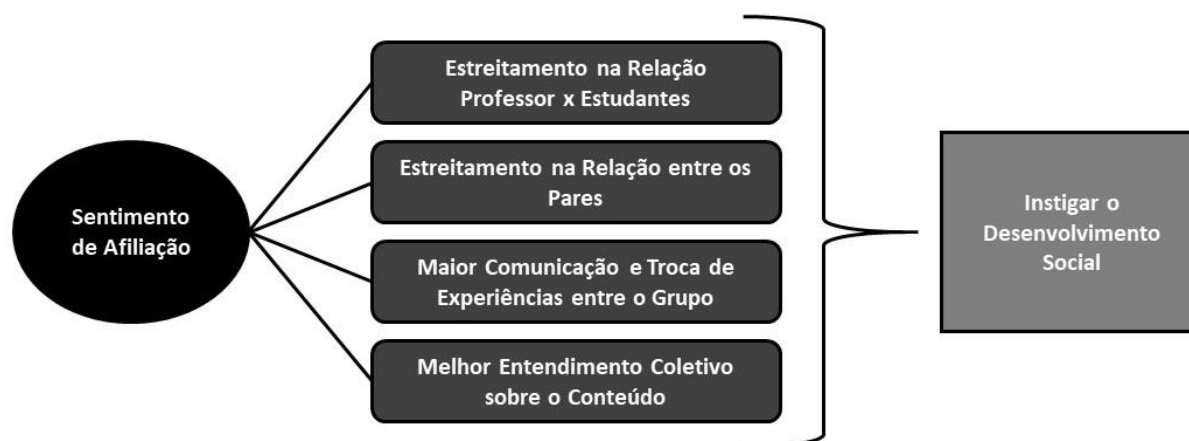 Estreitamento na Relação
Professor x Estudantes
Estreitamento na Relação entre os
Pares
Sentimento
de Afiliação
Maior Comunicação e Troca de
Experiências entre o Grupo
Melhor Entendimento Coletivo
sobre o Conteúdo
Instigar o
Desenvolvimento
Social